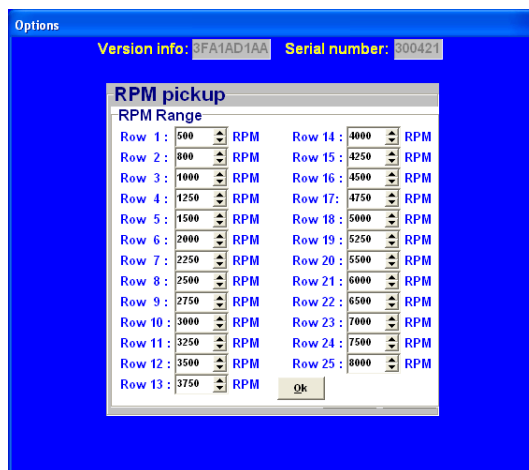 Options
Version info: 3FA1AD1AA Serial number: 300421
RPM pickup
RPM Range
Row 1 : 500 RPM
Row 2 : 800 RPM
Row 3 : 1000 RPM
Row 4 : 1250 RPM
Row 5 : 1500 RPM
Row 6 : 2000 RPM
Row 7 : 2250 RPM
Row 8 : 2500 RPM
Row 9 : 2750 RPM
Row 10 : 3000 RPM
Row 11 : 3250 RPM
Row 12 : 3500 RPM
Row 13 : 3750 RPM
Row 14 : 4000 RPM
Row 15 : 4250 RPM
Row 16 : 4500 RPM
Row 17: 4750 RPM
Row 18 : 5000 RPM
Row 19 : 5250 RPM
Row 20 : 5500 RPM
Row 21 : 6000 RPM
Row 22 : 6500 RPM
Row 23 : 7000 RPM
Row 24 : 7500 RPM
Row 25 : 8000 RPM
Ok